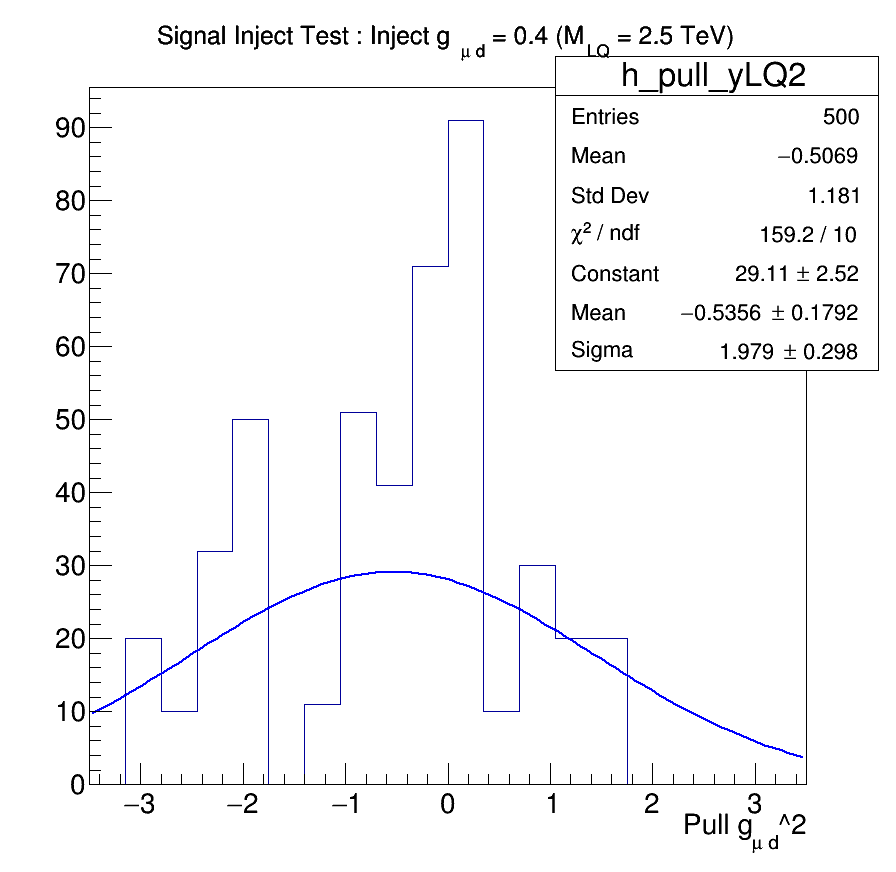 Signal Inject Test : Inject g μ d = 0.4 (M LQ = 2.5 TeV)
h_pull_yLQ2
Entries 500
Mean −0.5069
Std Dev 1.181
χ² / ndf 159.2 / 10
Constant 29.11 ± 2.52
Mean −0.5356 ± 0.1792
Sigma 1.979 ± 0.298
90
80
70
60
50
40
30
20
10
0
−3 −2 −1 0 1 2 3
Pull g μ d ^2